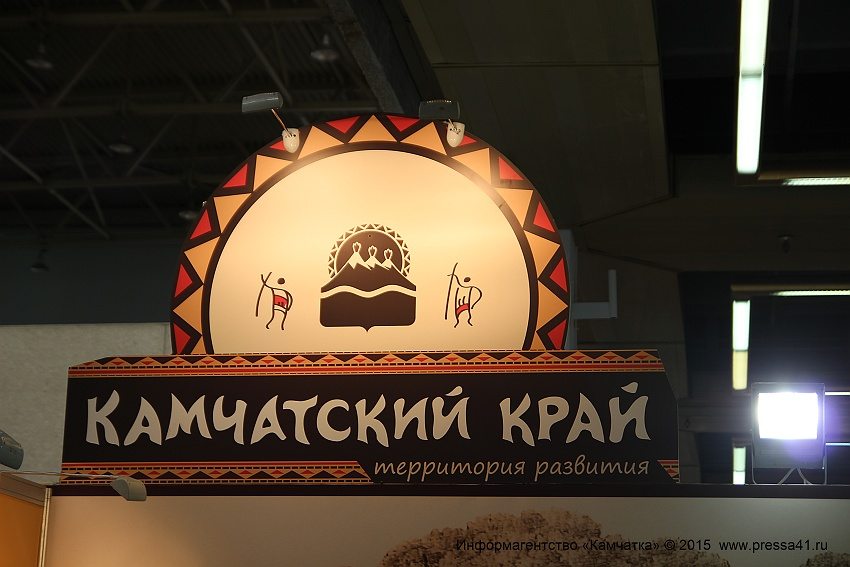 КАМЧАТСКИЙ КРАЙ
территория развития
Информагентство «Камчатка» © 2015 www.pressa41.ru